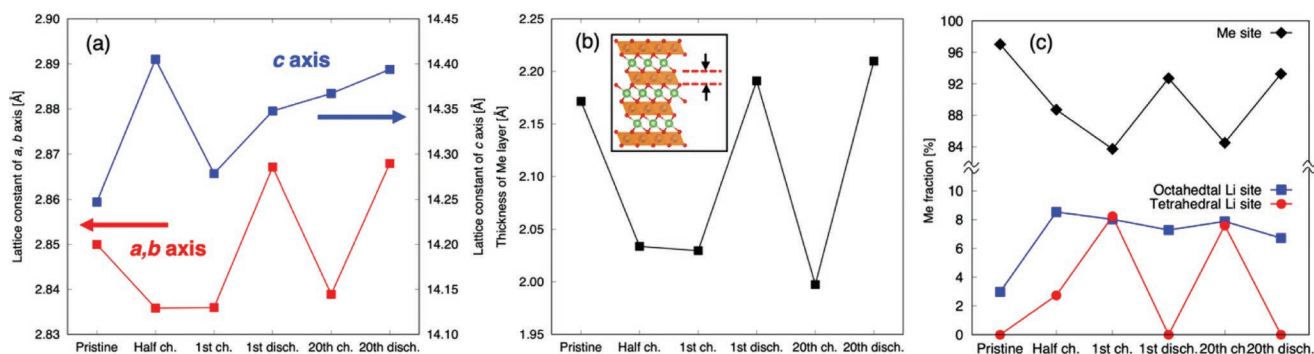 (a)
Lattice constant of a, b axis [Å]
2.90
2.89
2.88
2.87
2.86
2.85
2.84
2.83
c axis
a,b axis
14.45
14.40
14.35
14.30
14.25
14.20
14.15
14.10
Lattice constant of c axis [Å]
Pristine Half ch. 1st ch. 1st disch. 20th ch. 20th disch.
(b)
Thickness of Me layer [Å]
2.25
2.20
2.15
2.10
2.05
2.00
1.95
Pristine Half ch. 1st ch. 1st disch. 20th ch. 20th disch.
(c)
Me fraction [%]
100
96
92
88
84
10
8
6
4
2
0
Me site
Octahedtal Li site
Tetrahedral Li site
Pristine Half ch. 1st ch. 1st disch. 20th ch. 20th disch.